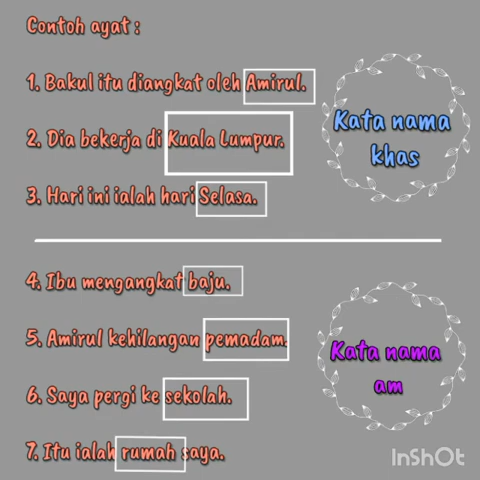 Contoh ayat :
1. Bakul itu diangkat oleh Amirul.
2. Dia bekerja di Kuala Lumpur.
3. Hari ini ialah hari Selasa.
Kata nama
khas
4. Ibu mengangkat baju.
5. Amirul kehilangan pemadam.
6. Saya pergi ke sekolah.
7. Itu ialah rumah saya.
Kata nama
am
InShOt